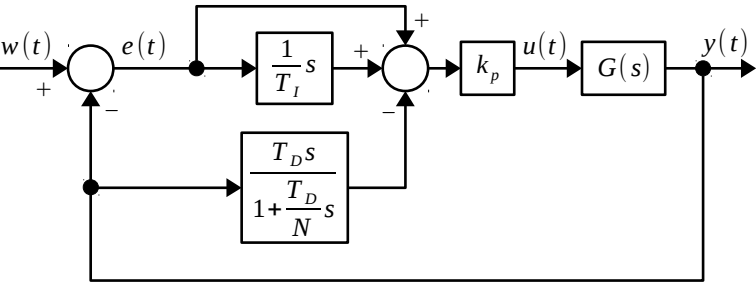 w(t)
+
−
e(t)
1/T_I s
+
+
−
k_p
u(t)
G(s)
y(t)
T_D s
1+T_D/N s